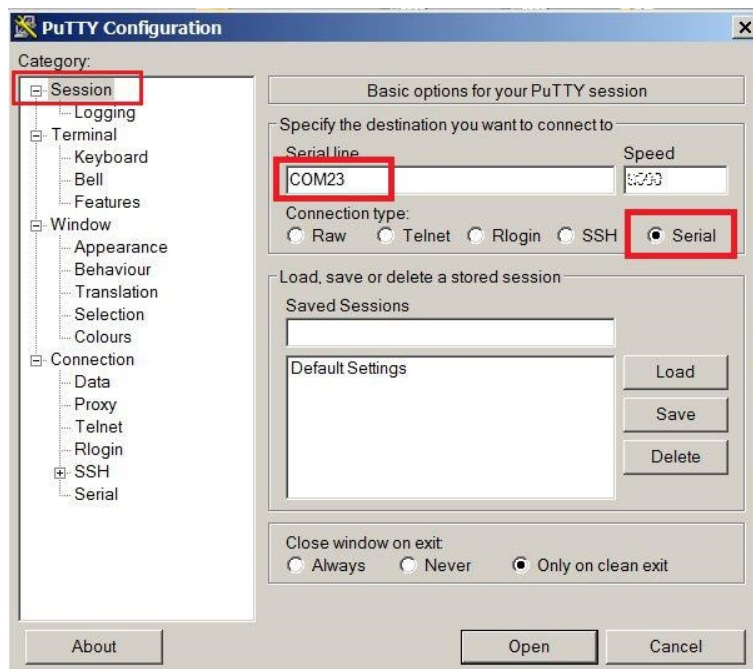 PuTTY Configuration
Category:
Session
Logging
Terminal
Keyboard
Bell
Features
Window
Appearance
Behaviour
Translation
Selection
Colours
Connection
Data
Proxy
Telnet
Rlogin
SSH
Serial
Basic options for your PuTTY session
Specify the destination you want to connect to
Serial line Speed
COM23
Connection type:
Raw Telnet Rlogin SSH Serial
Load, save or delete a stored session
Saved Sessions
Default Settings
Load
Save
Delete
Close window on exit:
Always Never Only on clean exit
About Open Cancel